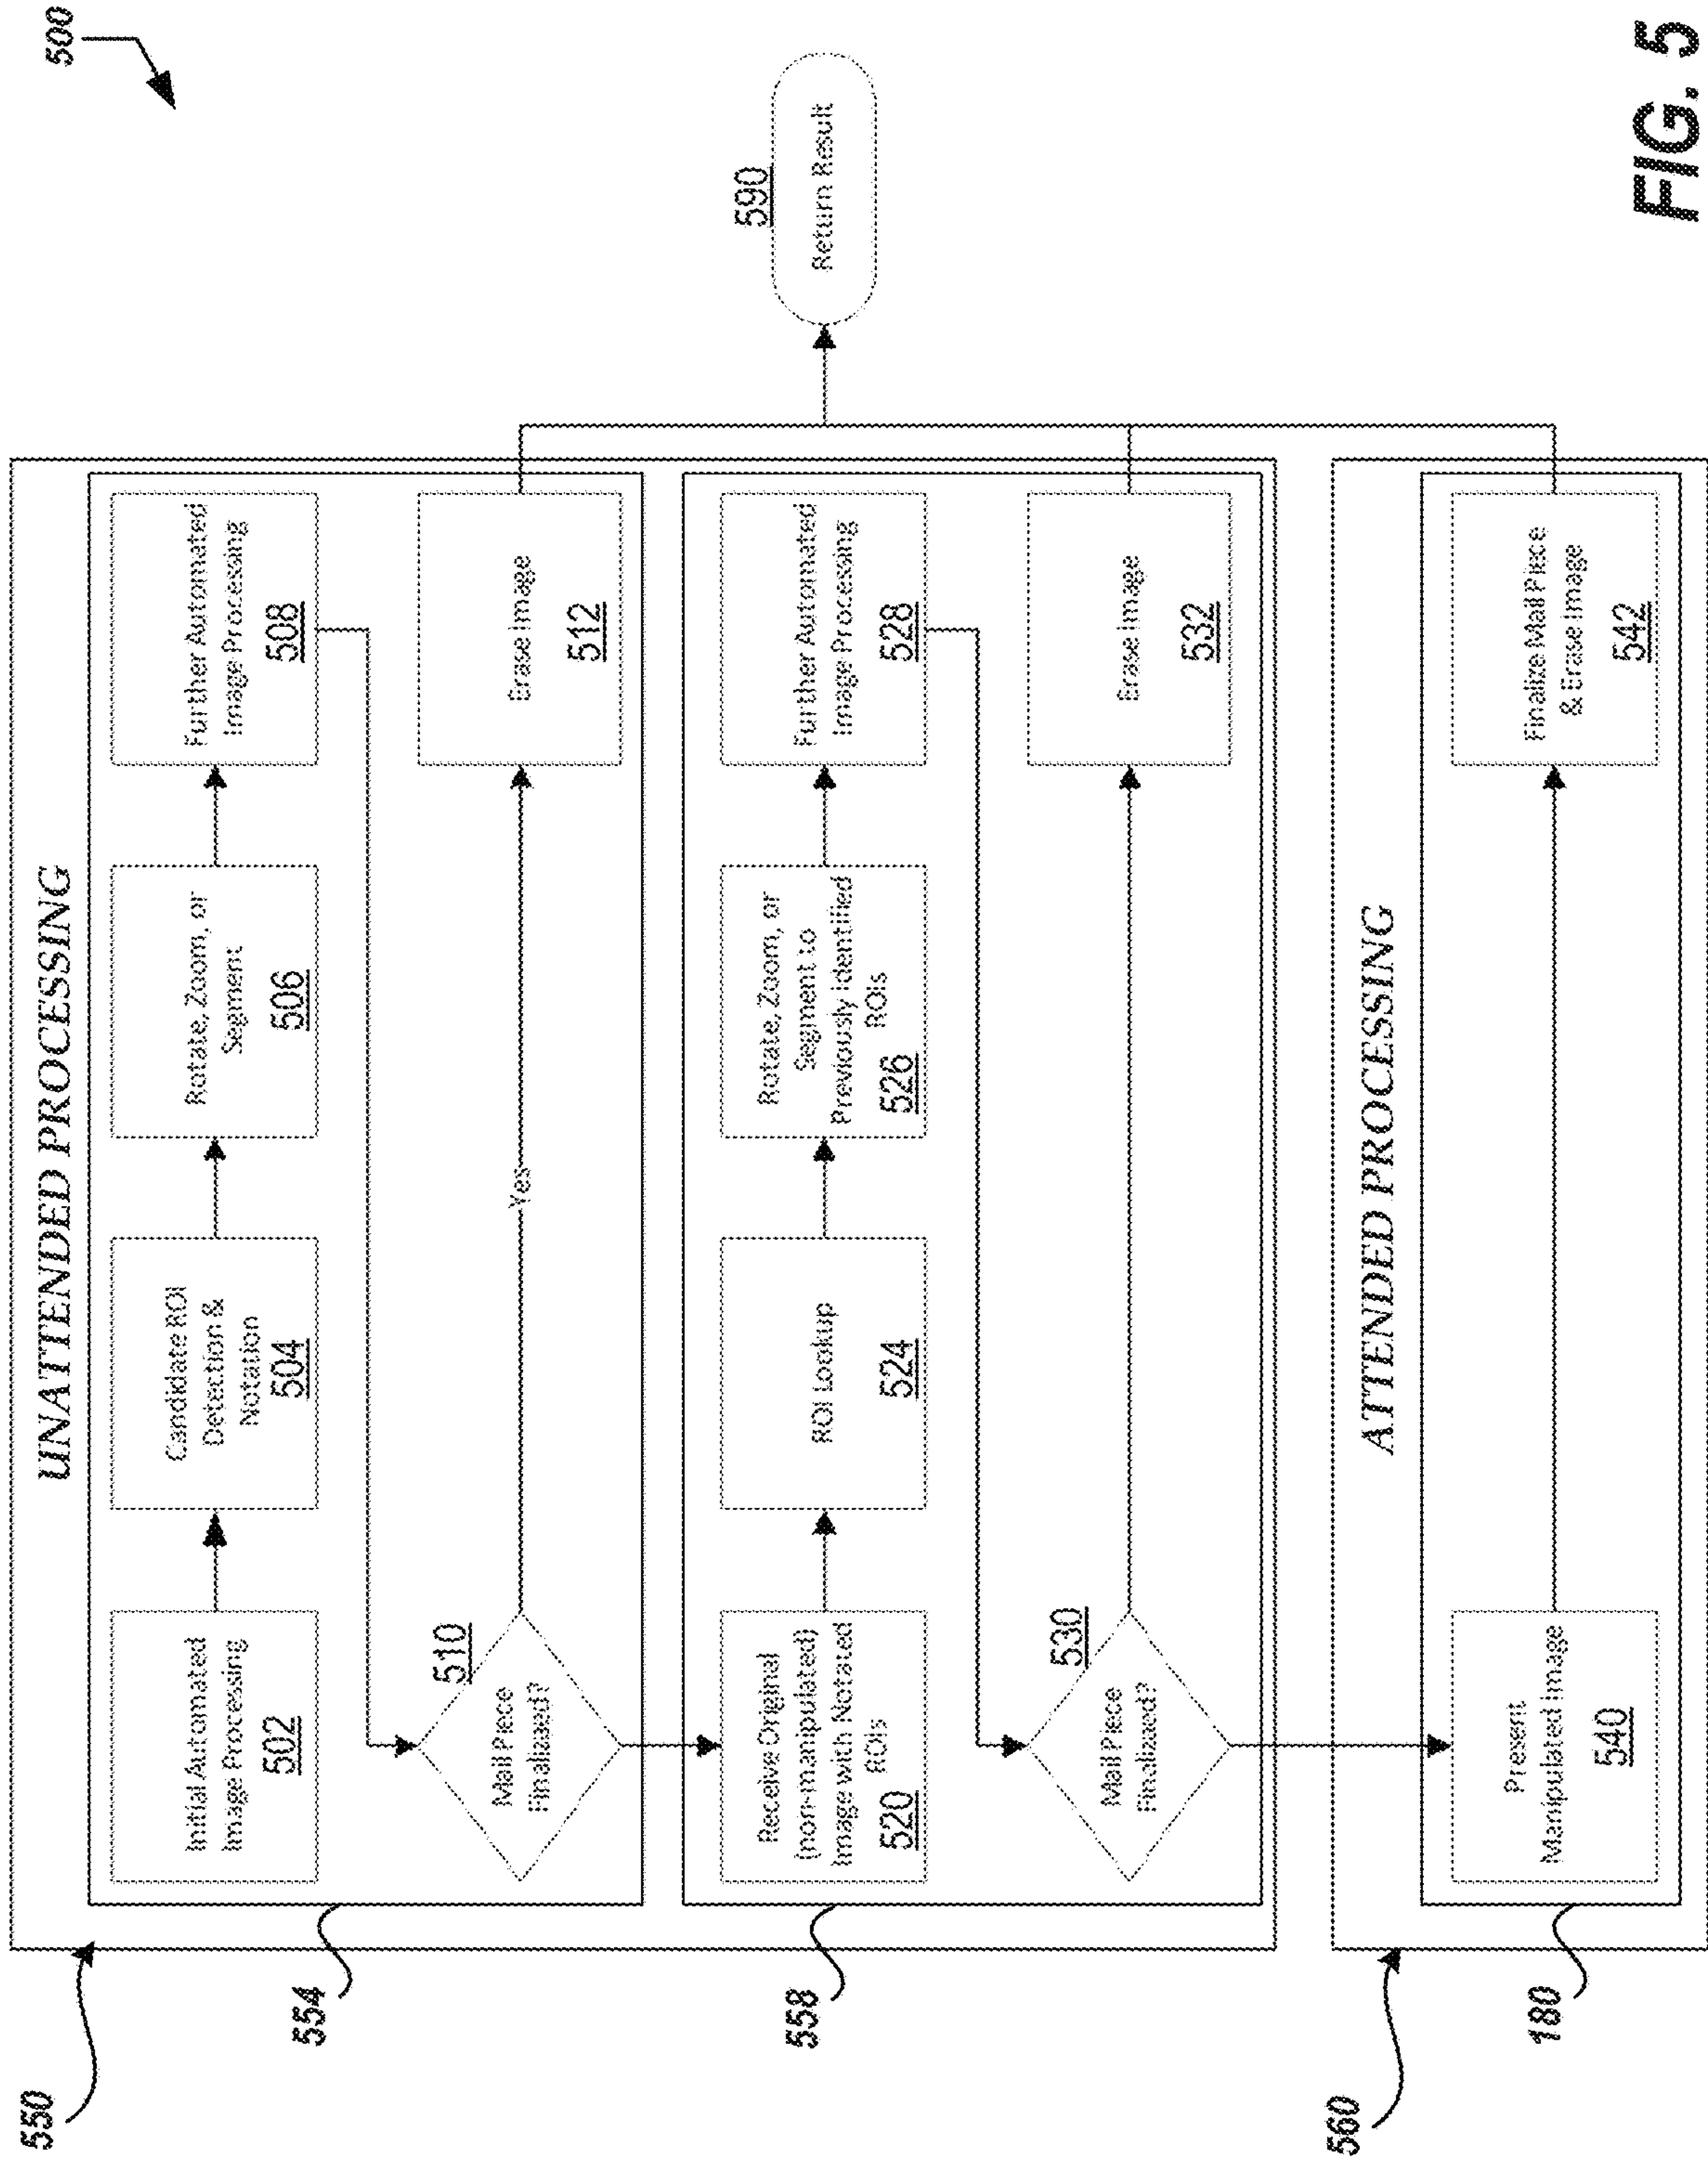 500
UNATTENDED PROCESSING
550
554
Initial Automated
Image Processing
502
Candidate ROI
Detection &
Notation
504
Rotate, Zoom, or
Segment
506
Further Automated
Image Processing
508
Mail Piece
Finalized?
510
Yes
Erase Image
512
558
Receive Original
(non-manipulated)
Image with Notated
ROIs
520
ROI Lookup
524
Rotate, Zoom, or
Segment to
Previously Identified
ROIs
526
Further Automated
Image Processing
528
Mail Piece
Finalized?
530
Erase Image
532
590
Return Result
ATTENDED PROCESSING
560
180
Present
Manipulated Image
540
Finalize Mail Piece
& Erase Image
542
FIG. 5